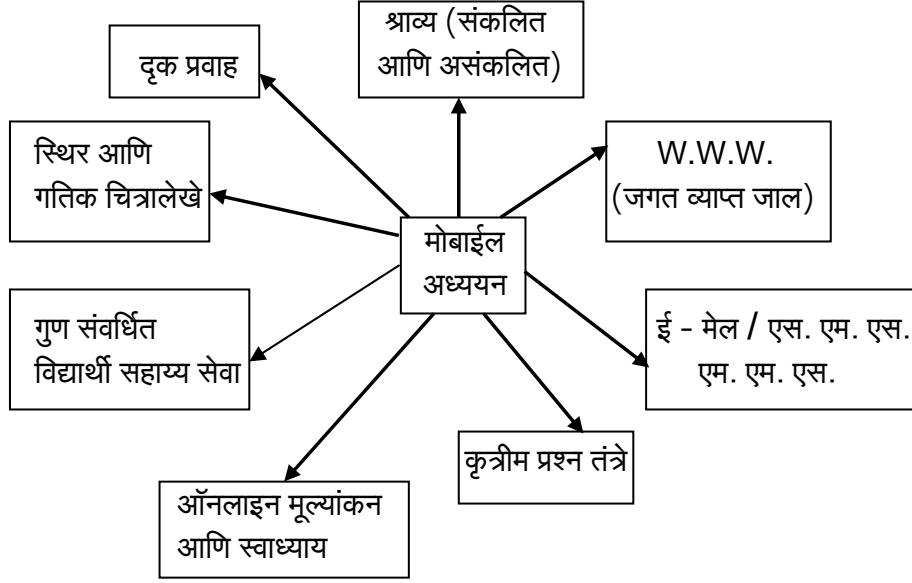 श्राव्य (संकलित
आणि असंकलित)
दृक प्रवाह
स्थिर आणि
गतिक चित्रालेखे
W.W.W.
(जगत व्याप्त जाल)
मोबाईल
अध्ययन
गुण संवर्धित
विद्यार्थी सहाय्य सेवा
ई - मेल / एस. एम. एस.
एम. एम. एस.
कृत्रीम प्रश्न तंत्रे
ऑनलाइन मूल्यांकन
आणि स्वाध्याय